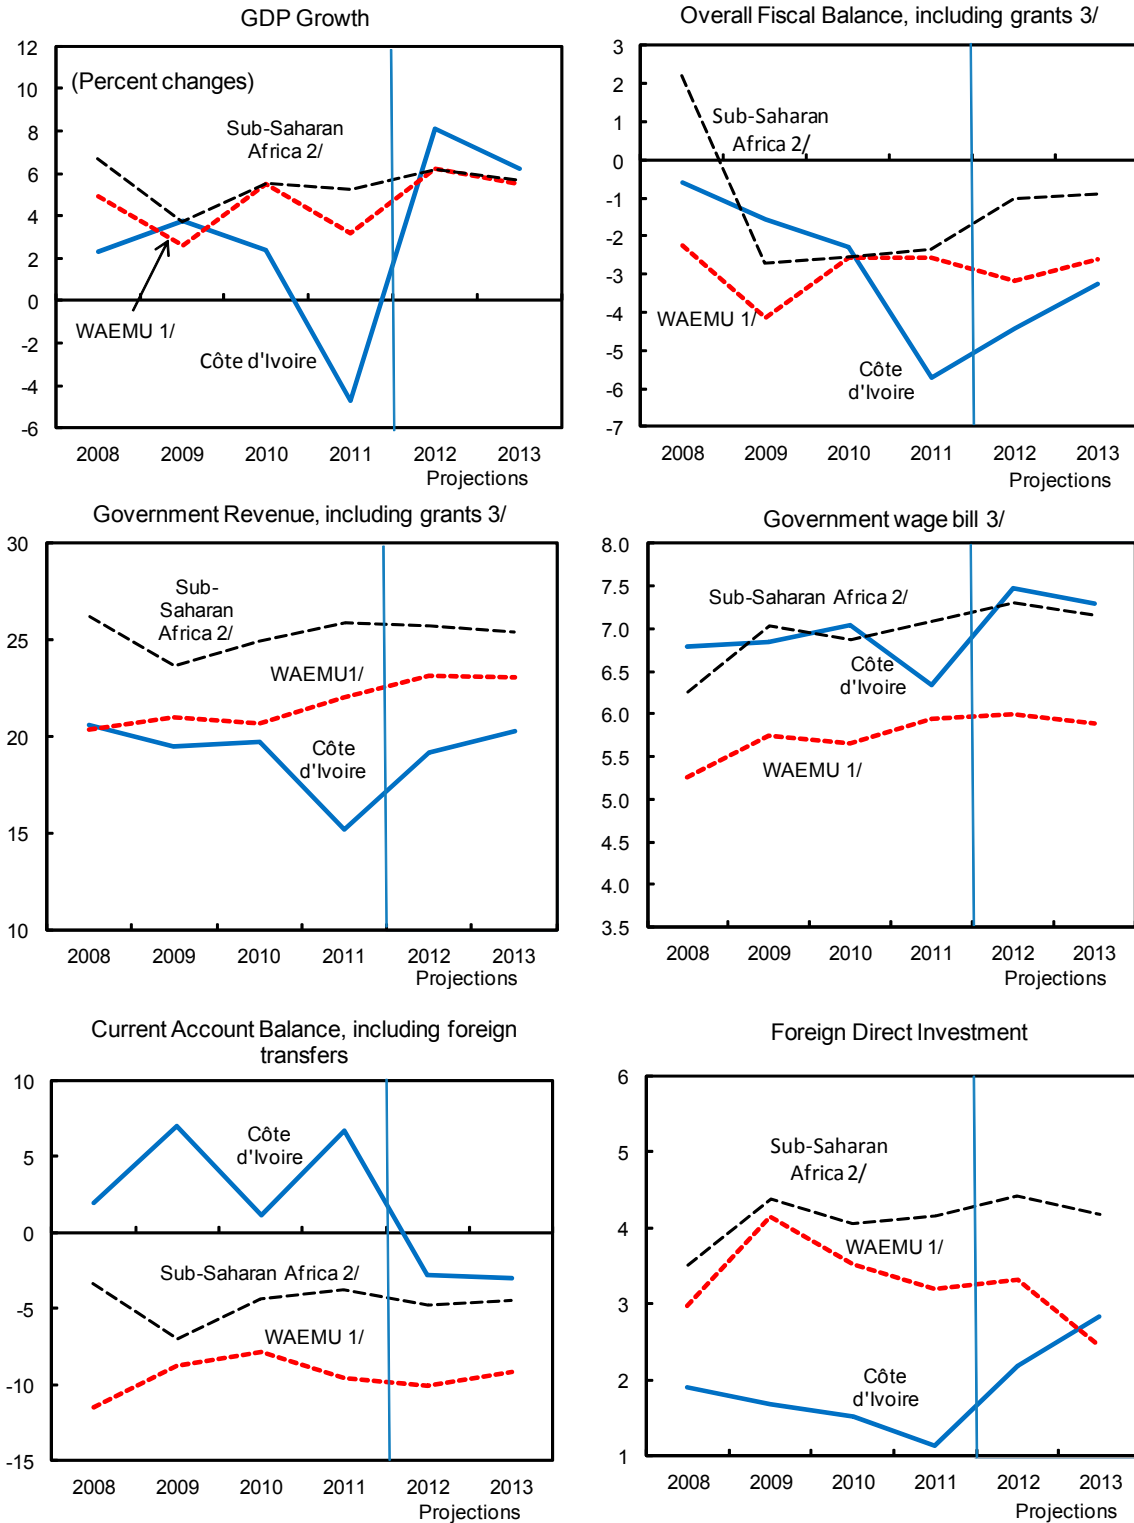 GDP Growth
12
10
8
6
4
2
0
-2
-4
-6
(Percent changes)
Sub-Saharan
Africa 2/
WAEMU 1/
Côte d'Ivoire
2008 2009 2010 2011 2012 2013
Projections
Overall Fiscal Balance, including grants 3/
3
2
1
0
-1
-2
-3
-4
-5
-6
-7
Sub-Saharan
Africa 2/
WAEMU 1/
Côte
d'Ivoire
2008 2009 2010 2011 2012 2013
Projections
Government Revenue, including grants 3/
30
25
20
15
10
Sub-
Saharan
Africa 2/
WAEMU1/
Côte
d'Ivoire
2008 2009 2010 2011 2012 2013
Projections
Government wage bill 3/
8.0
7.5
7.0
6.5
6.0
5.5
5.0
4.5
4.0
3.5
Sub-Saharan Africa 2/
Côte
d'Ivoire
WAEMU 1/
2008 2009 2010 2011 2012 2013
Projections
Current Account Balance, including foreign
transfers
10
5
0
-5
-10
-15
Côte
d'Ivoire
Sub-Saharan Africa 2/
WAEMU 1/
2008 2009 2010 2011 2012 2013
Projections
Foreign Direct Investment
6
5
4
3
2
1
Sub-Saharan
Africa 2/
WAEMU 1/
Côte
d'Ivoire
2008 2009 2010 2011 2012 2013
Projections